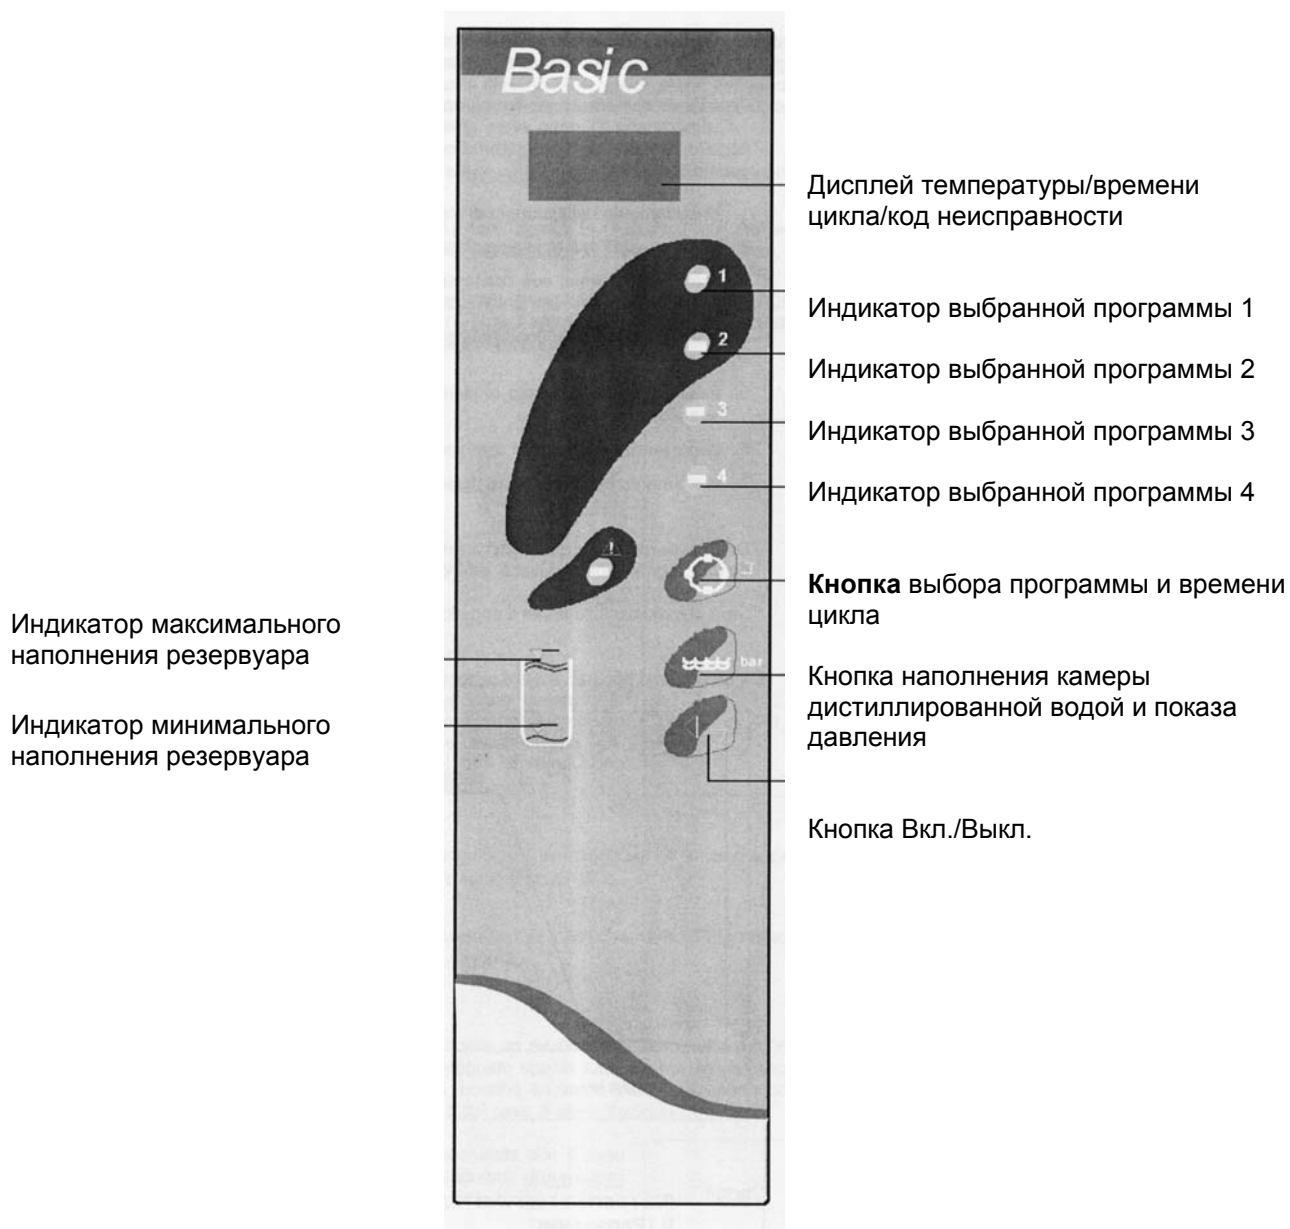 Basic
Дисплей температуры/времени
цикла/код неисправности
1
Индикатор выбранной программы 1
2
Индикатор выбранной программы 2
3
Индикатор выбранной программы 3
4
Индикатор выбранной программы 4
Кнопка выбора программы и времени
цикла
Индикатор максимального
наполнения резервуара
bar
Кнопка наполнения камеры
дистиллированной водой и показа
давления
Индикатор минимального
наполнения резервуара
Кнопка Вкл./Выкл.